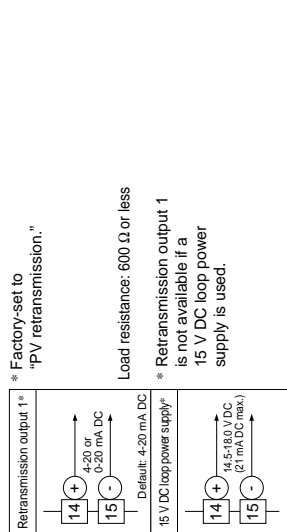 Retransmission output 1*
14
+
4-20 or
0-20 mA DC
15
-
Default: 4-20 mA DC
* Factory-set to
“PV retransmission.”
Load resistance: 600 Ω or less
15 V DC loop power supply*
14
+
14.5-18.0 V DC
(21 mA DC max.)
15
-
* Retransmission output 1
is not available if a
15 V DC loop power
supply is used.